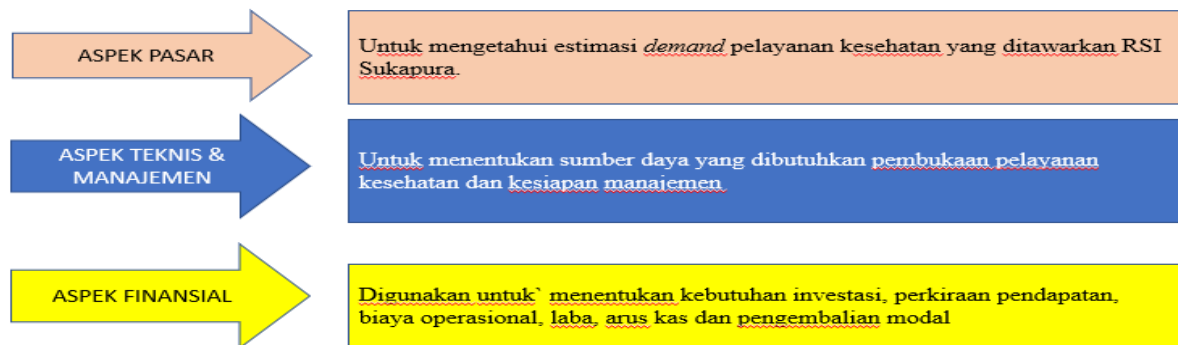 ASPEK PASAR
Untuk mengetahui estimasi demand pelayanan kesehatan yang ditawarkan RSI
Sukapura.
ASPEK TEKNIS &
MANAJEMEN
Untuk menentukan sumber daya yang dibutuhkan pembukaan pelayanan
kesehatan dan kesiapan manajemen
ASPEK FINANSIAL
Digunakan untuk` menentukan kebutuhan investasi, perkiraan pendapatan,
biaya operasional, laba, arus kas dan pengembalian modal